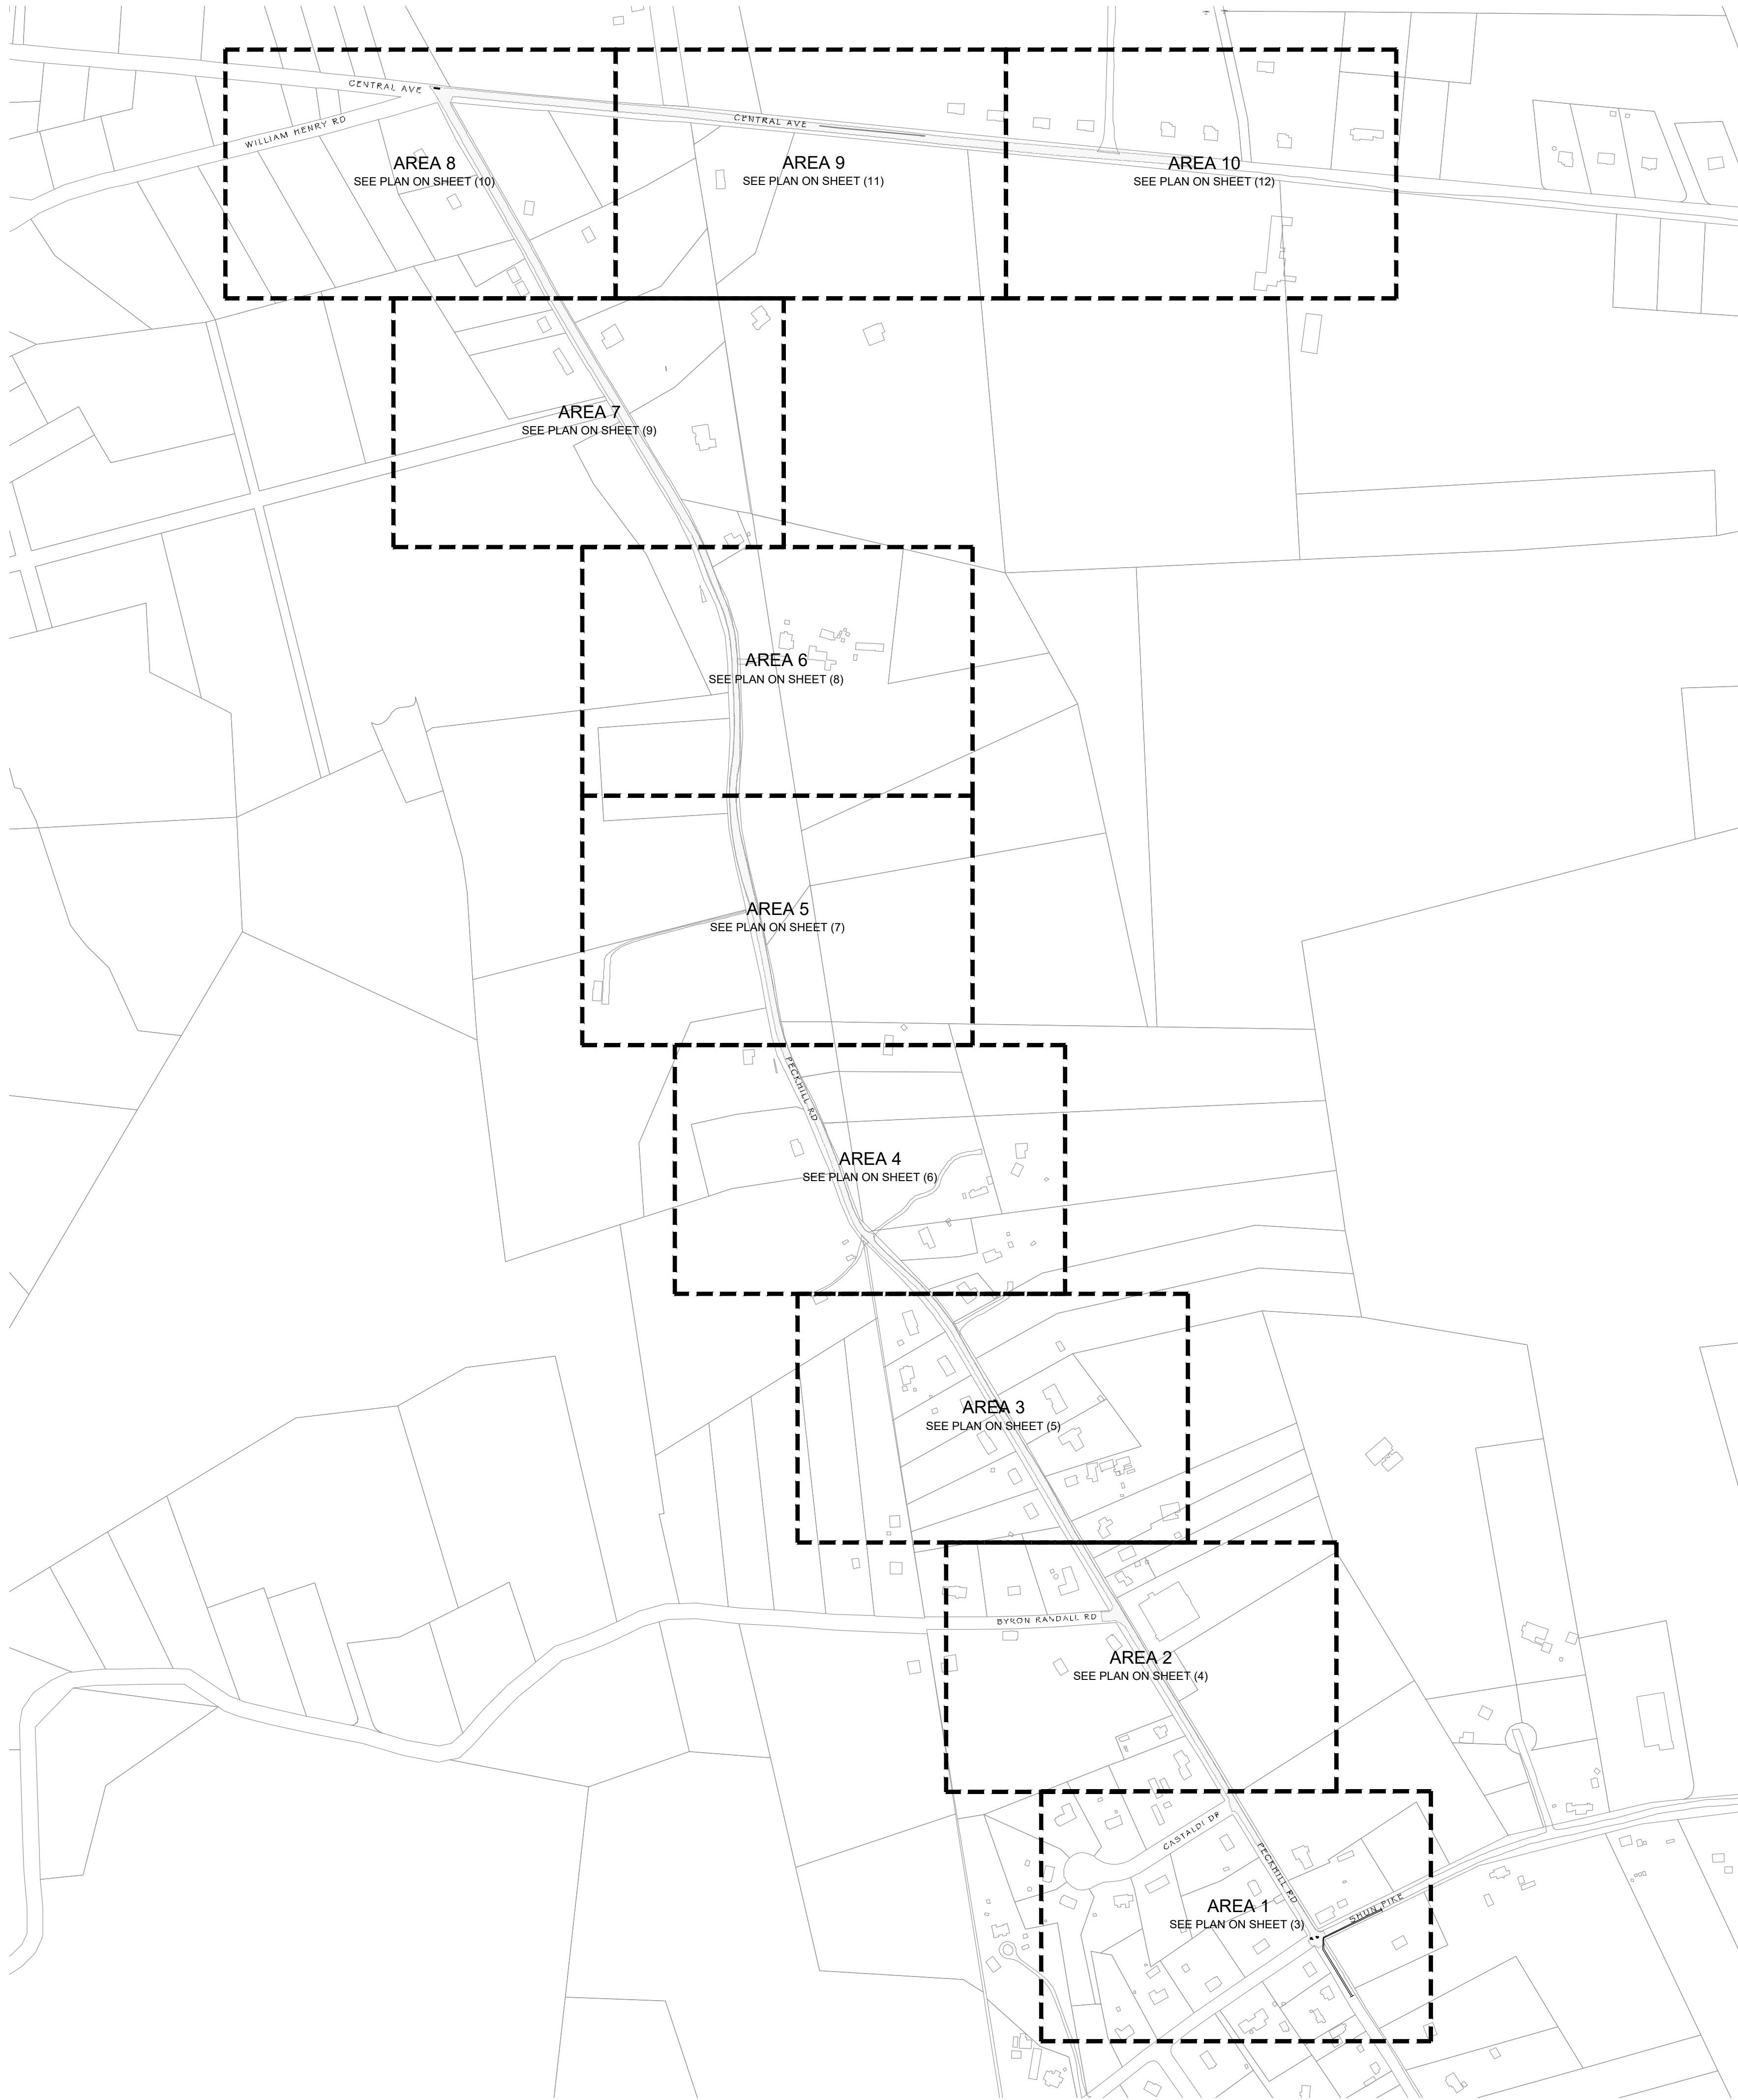 CENTRAL AVE
WILLIAM HENRY RD
CENTRAL AVE
AREA 8
SEE PLAN ON SHEET (10)
AREA 9
SEE PLAN ON SHEET (11)
AREA 10
SEE PLAN ON SHEET (12)
AREA 7
SEE PLAN ON SHEET (9)
AREA 6
SEE PLAN ON SHEET (8)
AREA 5
SEE PLAN ON SHEET (7)
PECKHILL RD
AREA 4
SEE PLAN ON SHEET (6)
AREA 3
SEE PLAN ON SHEET (5)
BYRON RANDALL RD
AREA 2
SEE PLAN ON SHEET (4)
CASTALDI DR
PECKHILL RD
AREA 1
SEE PLAN ON SHEET (3)
SHUN PIKE